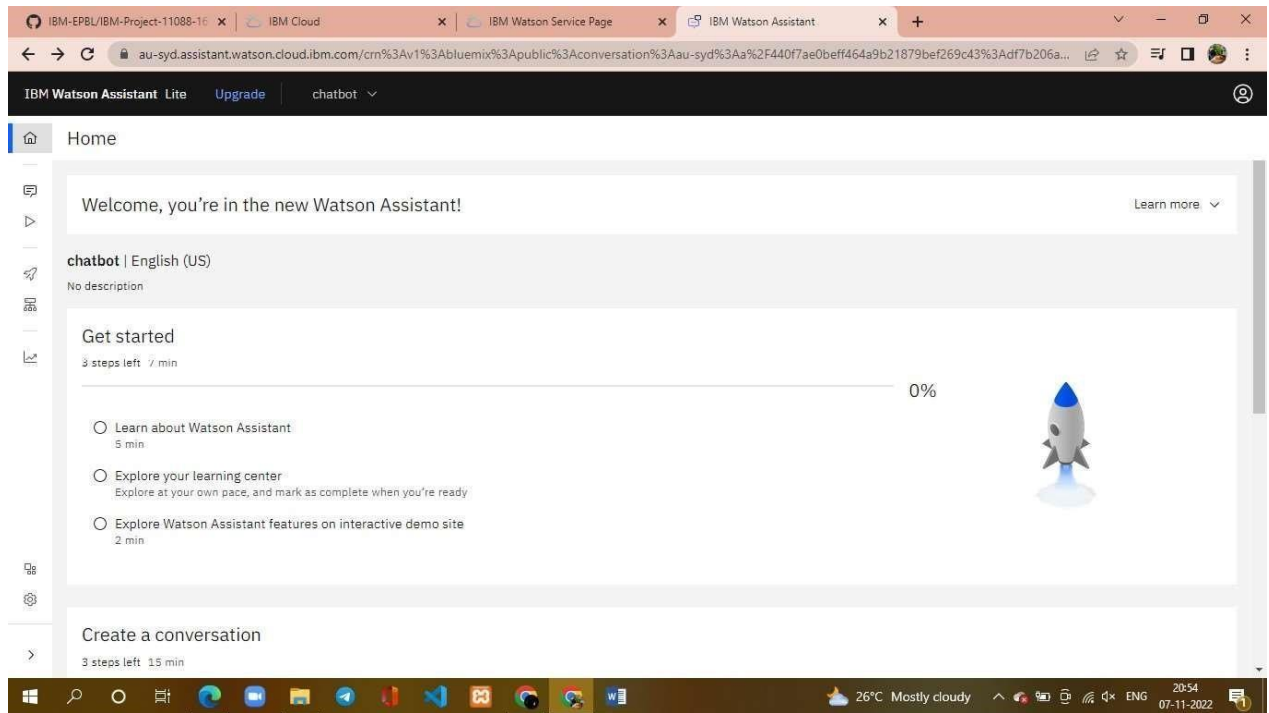 IBM-EPBL/IBM-Project-11088-16
IBM Cloud
IBM Watson Service Page
IBM Watson Assistant
au-syd.assistant.watson.cloud.ibm.com/crn%3Av1%3Abluemix%3Apublic%3Aconversation%3Aau-syd%3Aa%2F440f7ae0beff464a9b21879bef269c43%3Adf7b206a...
IBM Watson Assistant Lite Upgrade chatbot
Home
Welcome, you're in the new Watson Assistant!
Learn more
chatbot | English (US)
No description
Get started
3 steps left 7 min
0%
Learn about Watson Assistant
5 min
Explore your learning center
Explore at your own pace, and mark as complete when you're ready
Explore Watson Assistant features on interactive demo site
2 min
Create a conversation
3 steps left 15 min
26°C Mostly cloudy
ENG
20:54
07-11-2022